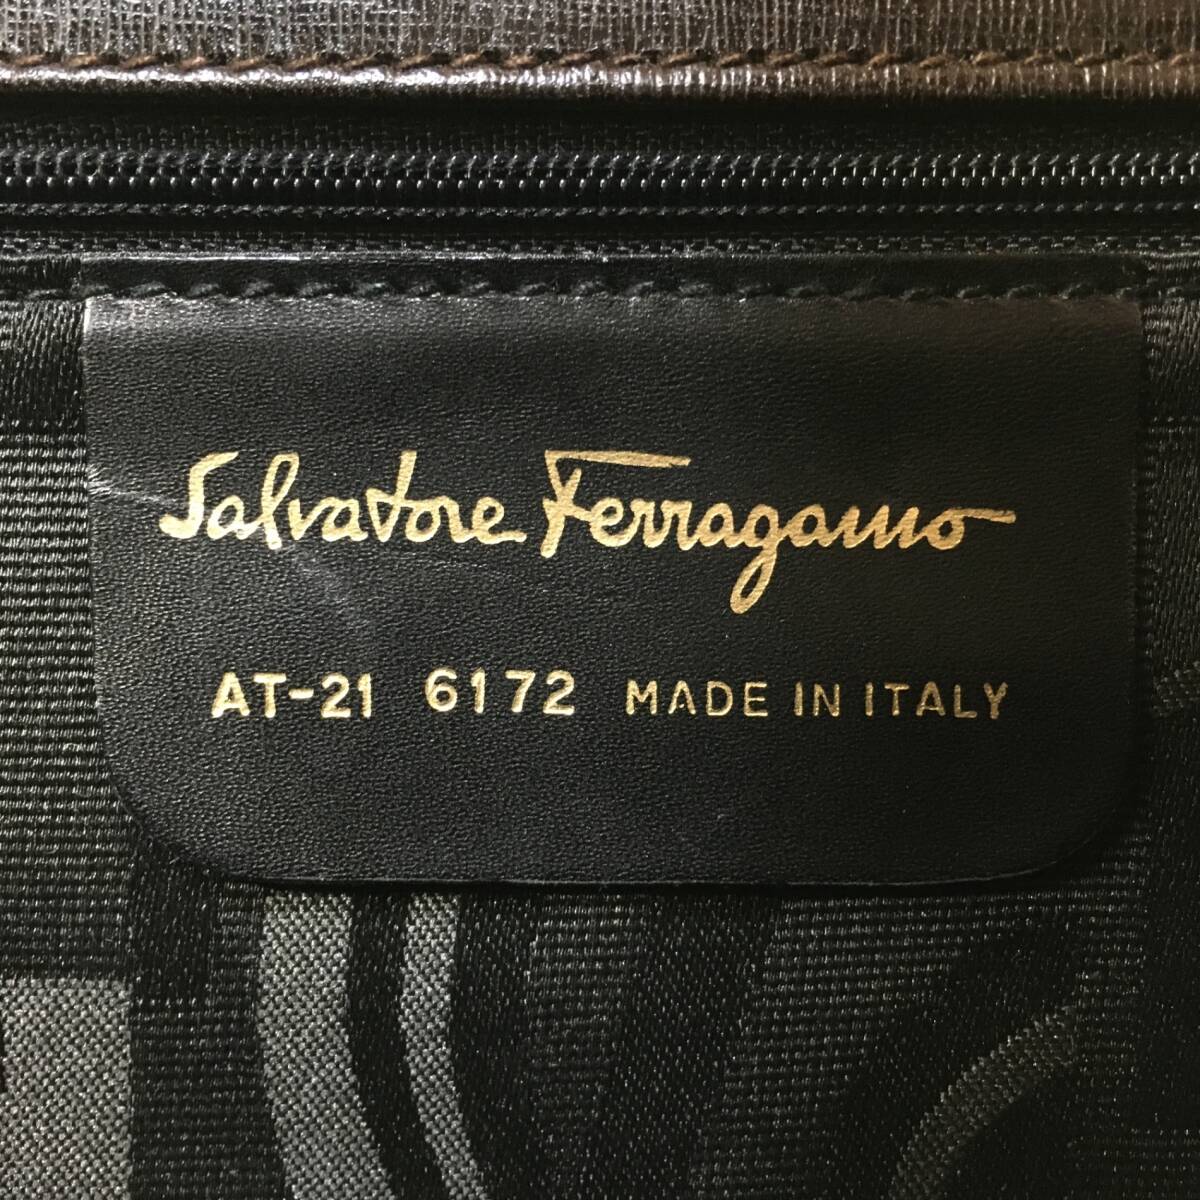 Salvatore Ferragamo
AT-21 6172 MADE IN ITALY